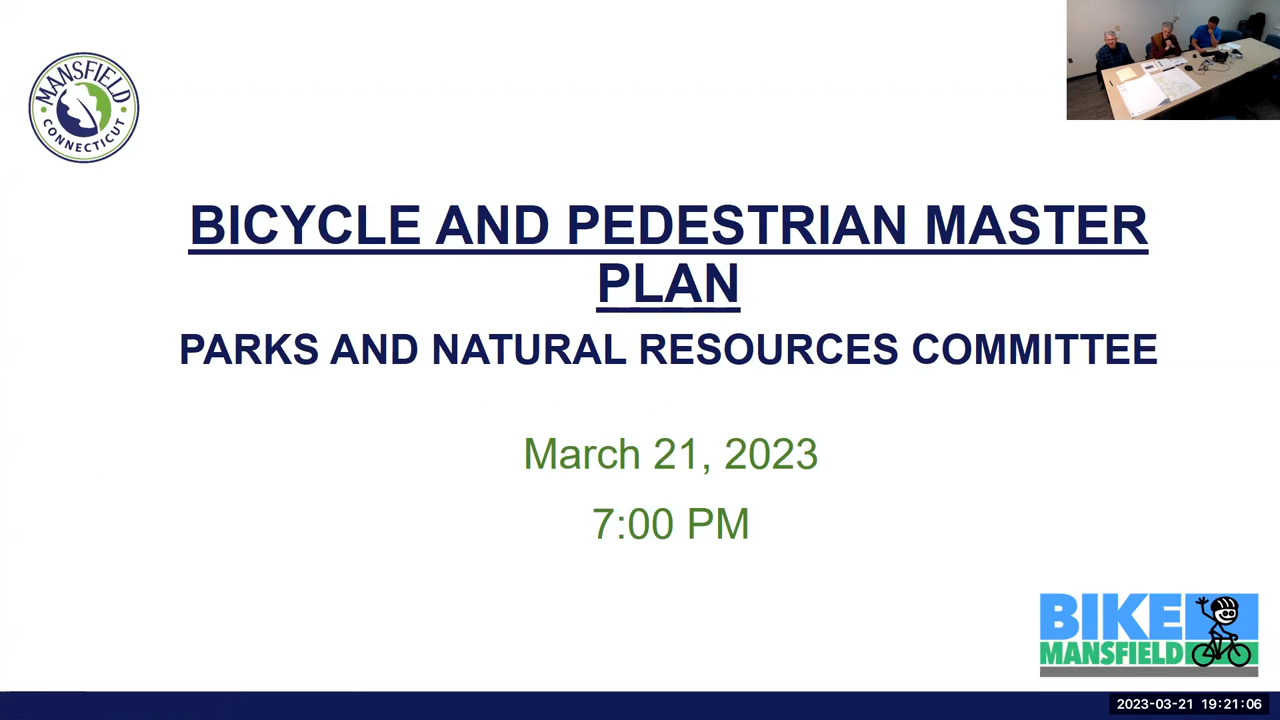 MANSFIELD
CONNECTICUT
BICYCLE AND PEDESTRIAN MASTER
PLAN
PARKS AND NATURAL RESOURCES COMMITTEE
March 21, 2023
7:00 PM
BIKE
MANSFIELD
2023-03-21 19:21:06